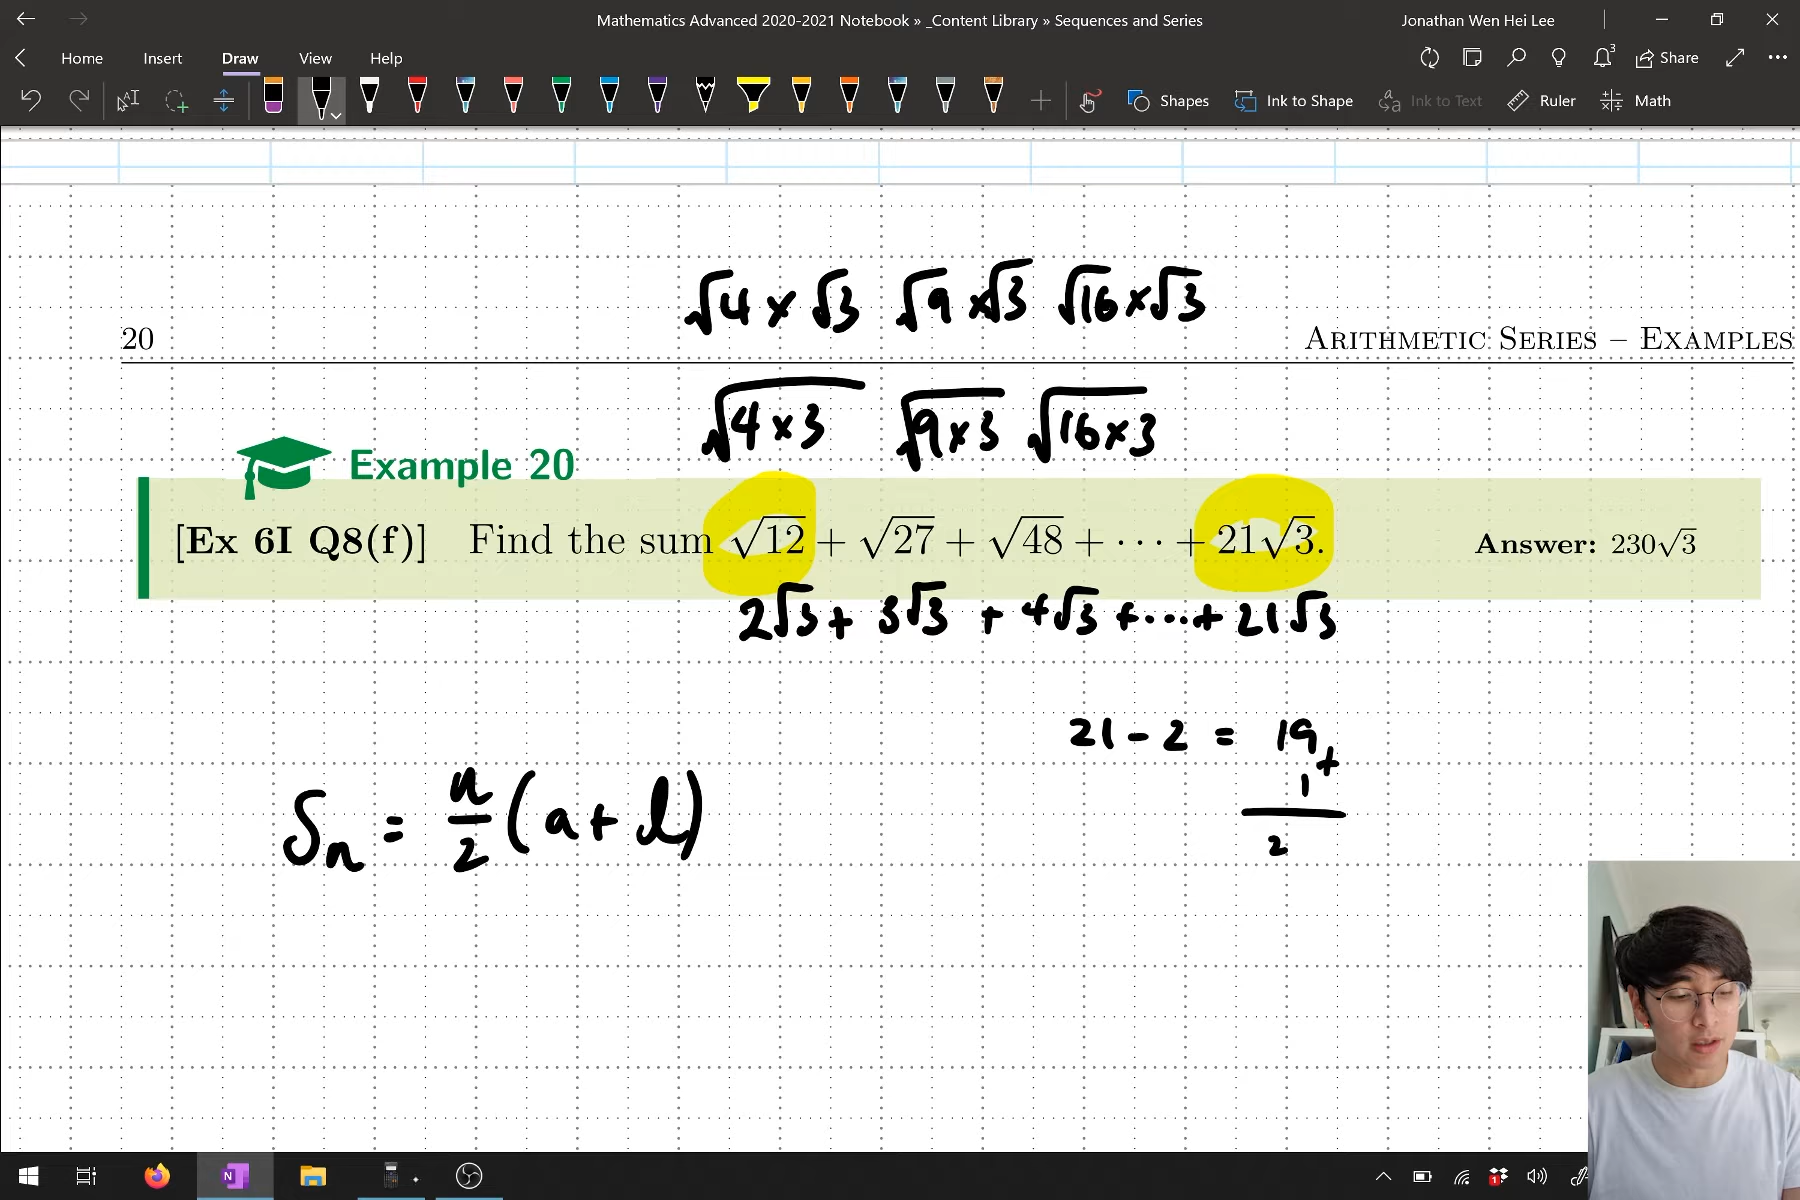 Mathematics Advanced 2020-2021 Notebook » _Content Library » Sequences and Series
Jonathan Wen Hei Lee
Home Insert Draw View Help
3
Share
Shapes
Ink to Shape
Ink to Text
Ruler
Math
√4 × √3 √9 × √3 √16 × √3
20
ARITHMETIC SERIES – EXAMPLES
√4×3 √9×3 √16×3
Example 20
[Ex 6I Q8(f)] Find the sum √12 + √27 + √48 + ⋯ + 21√3.
Answer: 230√3
2√3 + 3√3 + 4√3 + ⋯ + 21√3
21 - 2 = 19 +
1
2
Sn = n/2 (a + l)
N
1